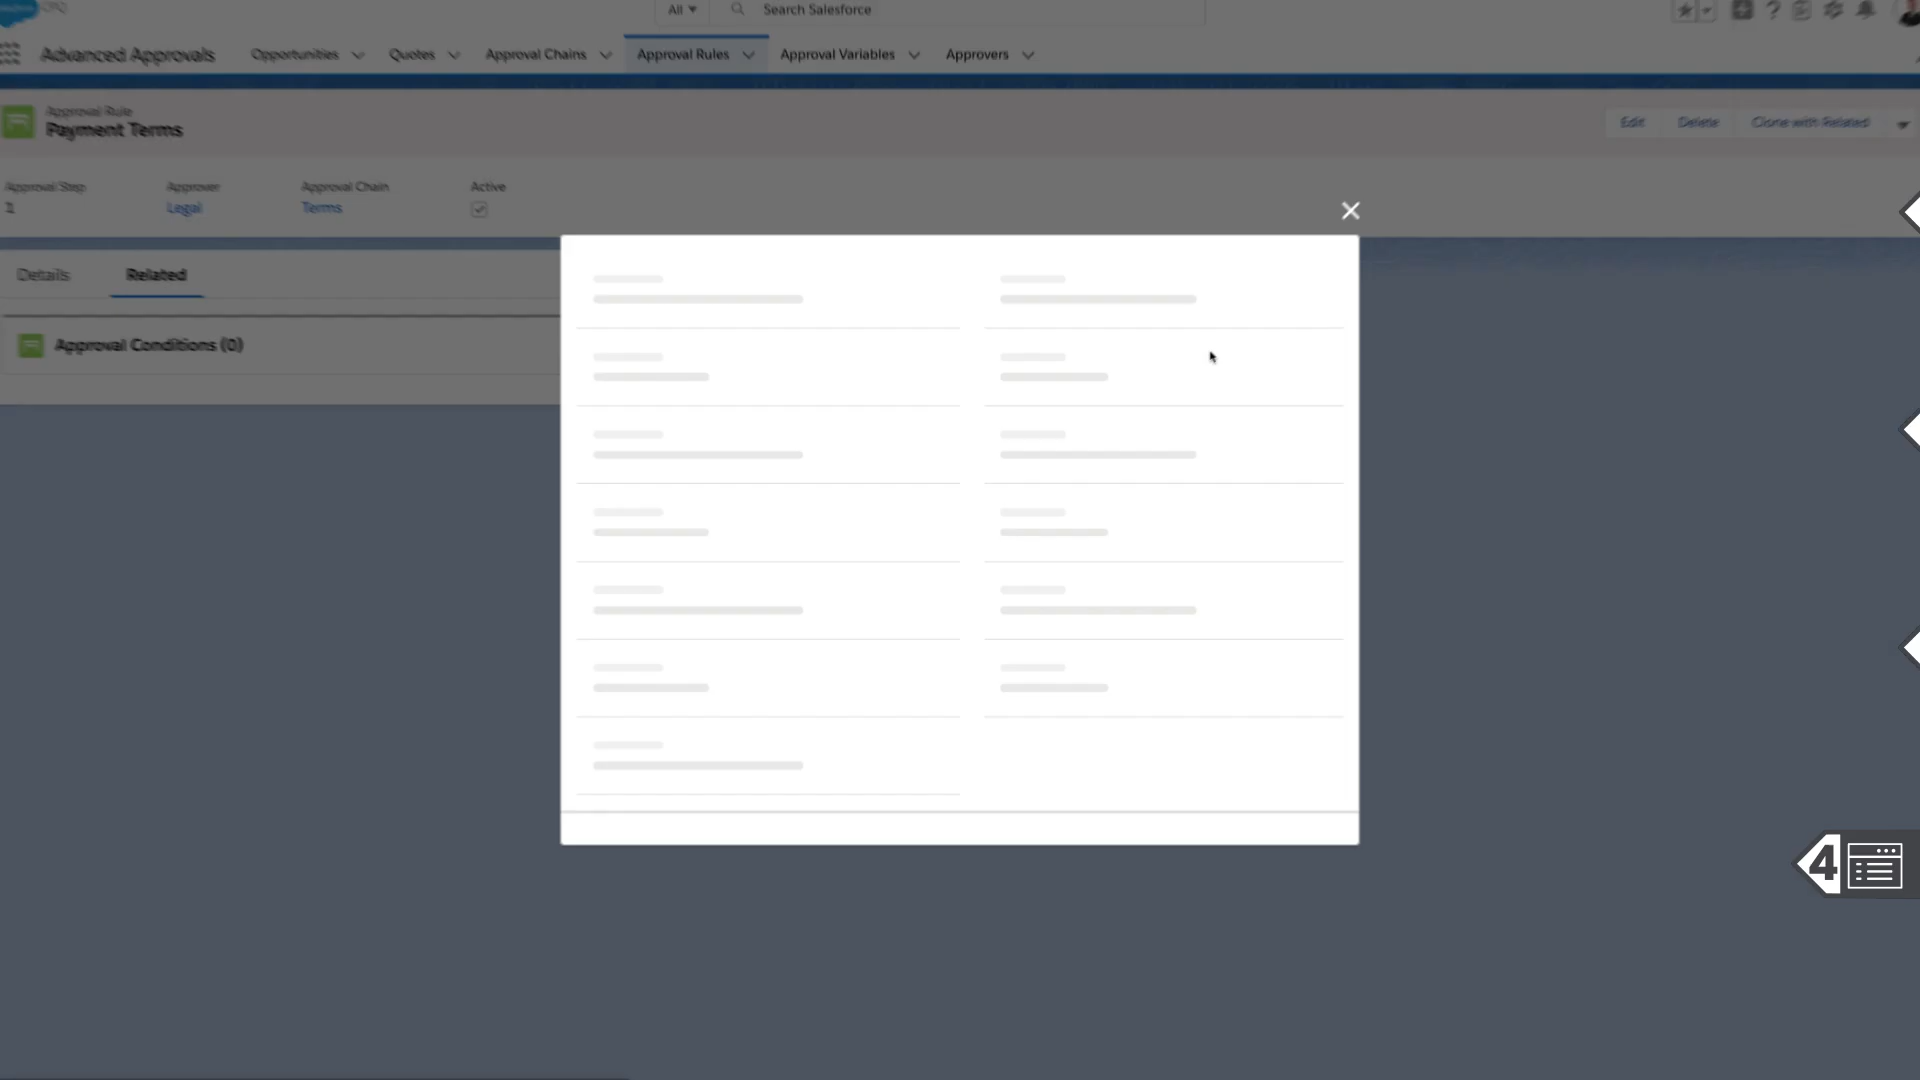 All
Search Salesforce
Advanced Approvals
Opportunities
Quotes
Approval Chains
Approval Rules
Approval Variables
Approvers
Approval Rule
Payment Terms
Edit
Delete
Clone with Related
Approval Step
1
Approver
Legal
Approval Chain
Terms
Active
Details
Related
Approval Conditions (0)
4